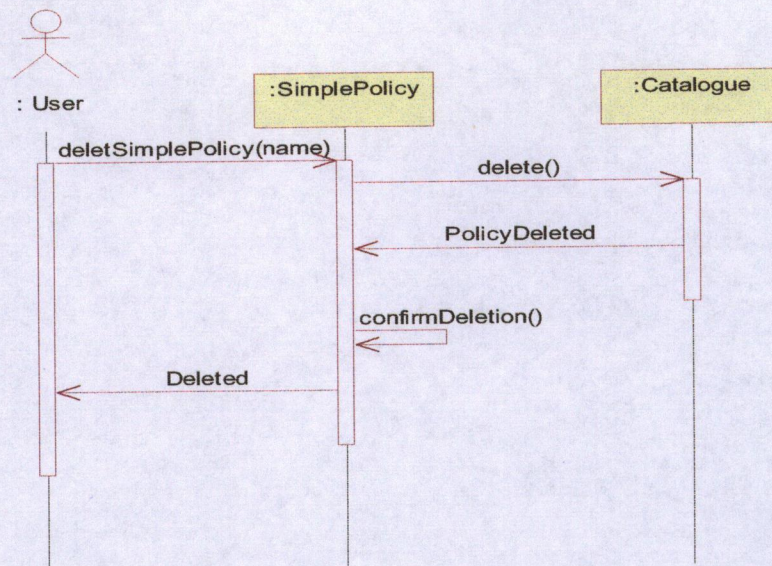 : User
:SimplePolicy
:Catalogue
deletSimplePolicy(name)
delete()
PolicyDeleted
confirmDeletion()
Deleted